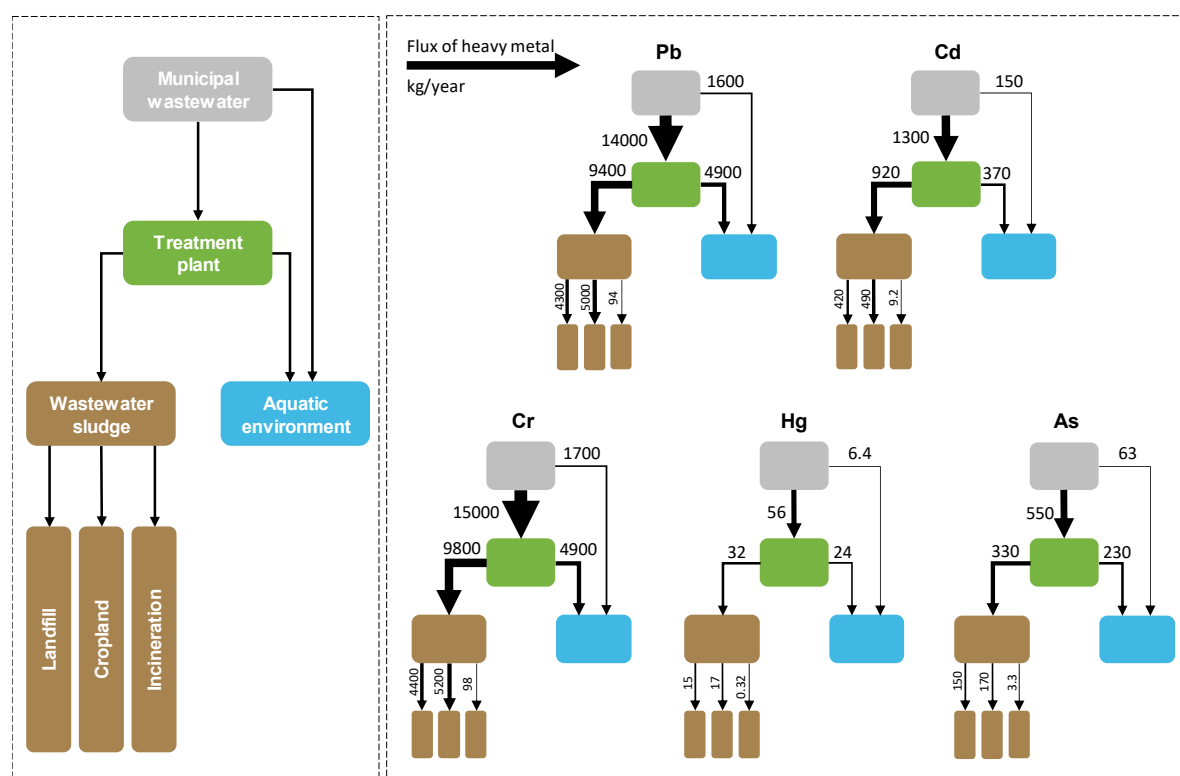 Municipal
wastewater
Treatment
plant
Wastewater
sludge
Aquatic
environment
Landfill
Cropland
Incineration
Flux of heavy metal
kg/year
Pb
1600
14000
9400
4900
4300
5000
94
Cd
150
1300
920
370
420
490
9.2
Cr
1700
15000
9800
4900
4400
5200
98
Hg
6.4
56
32
24
15
17
0.32
As
63
550
330
230
150
170
3.3